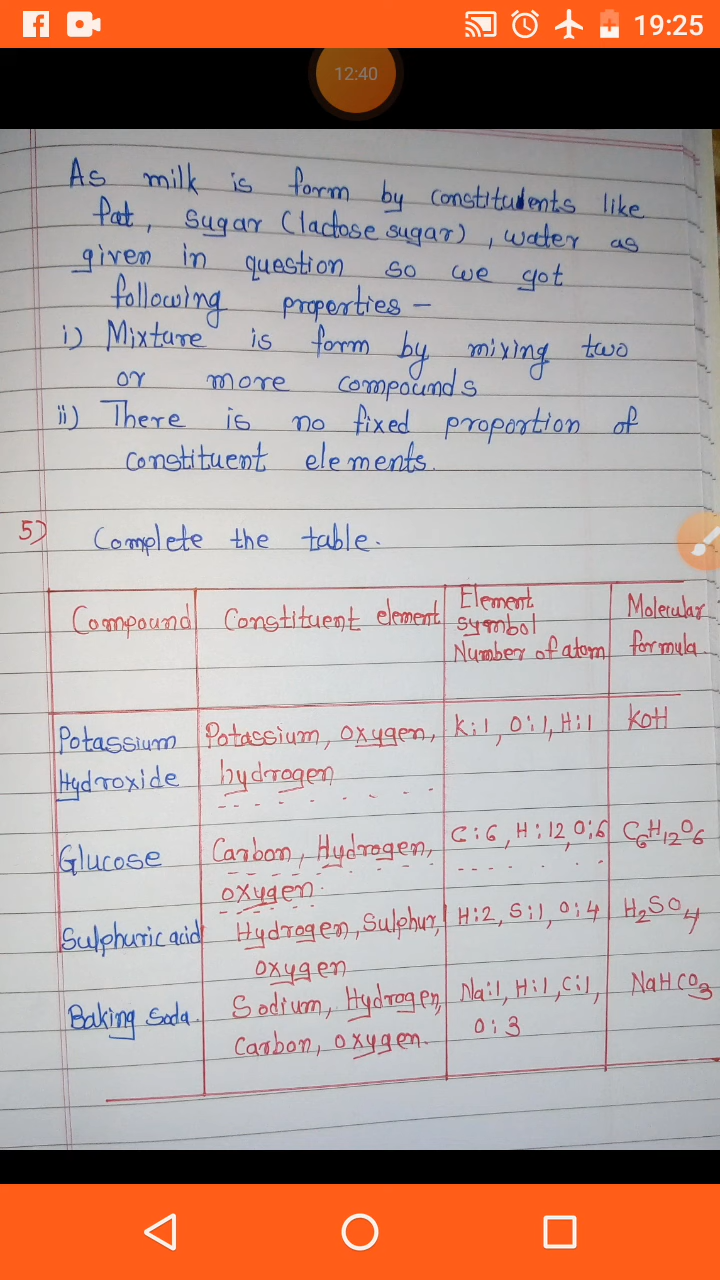 19:25
12:40
As milk is form by constitudents like
fat, sugar (lactose sugar), water as
given in question so we got
following properties -
i) Mixture is form by mixing two
or more compounds
ii) There is no fixed proportion of
constituent elements.
5) Complete the table.
Compound Constituent element Element symbol Number of atom Molecular formula
Potassium Hydroxide Potassium, oxygen, hydrogen K:1, O:1, H:1 KOH
Glucose Carbon, Hydrogen, oxygen. C:6, H:12, O:6 C6H12O6
Sulphuric acid Hydrogen, Sulphur, oxygen H:2, S:1, O:4 H2SO4
Baking Soda. Sodium, Hydrogen, Carbon, oxygen. Na:1, H:1, C:1, O:3 NaHCO3